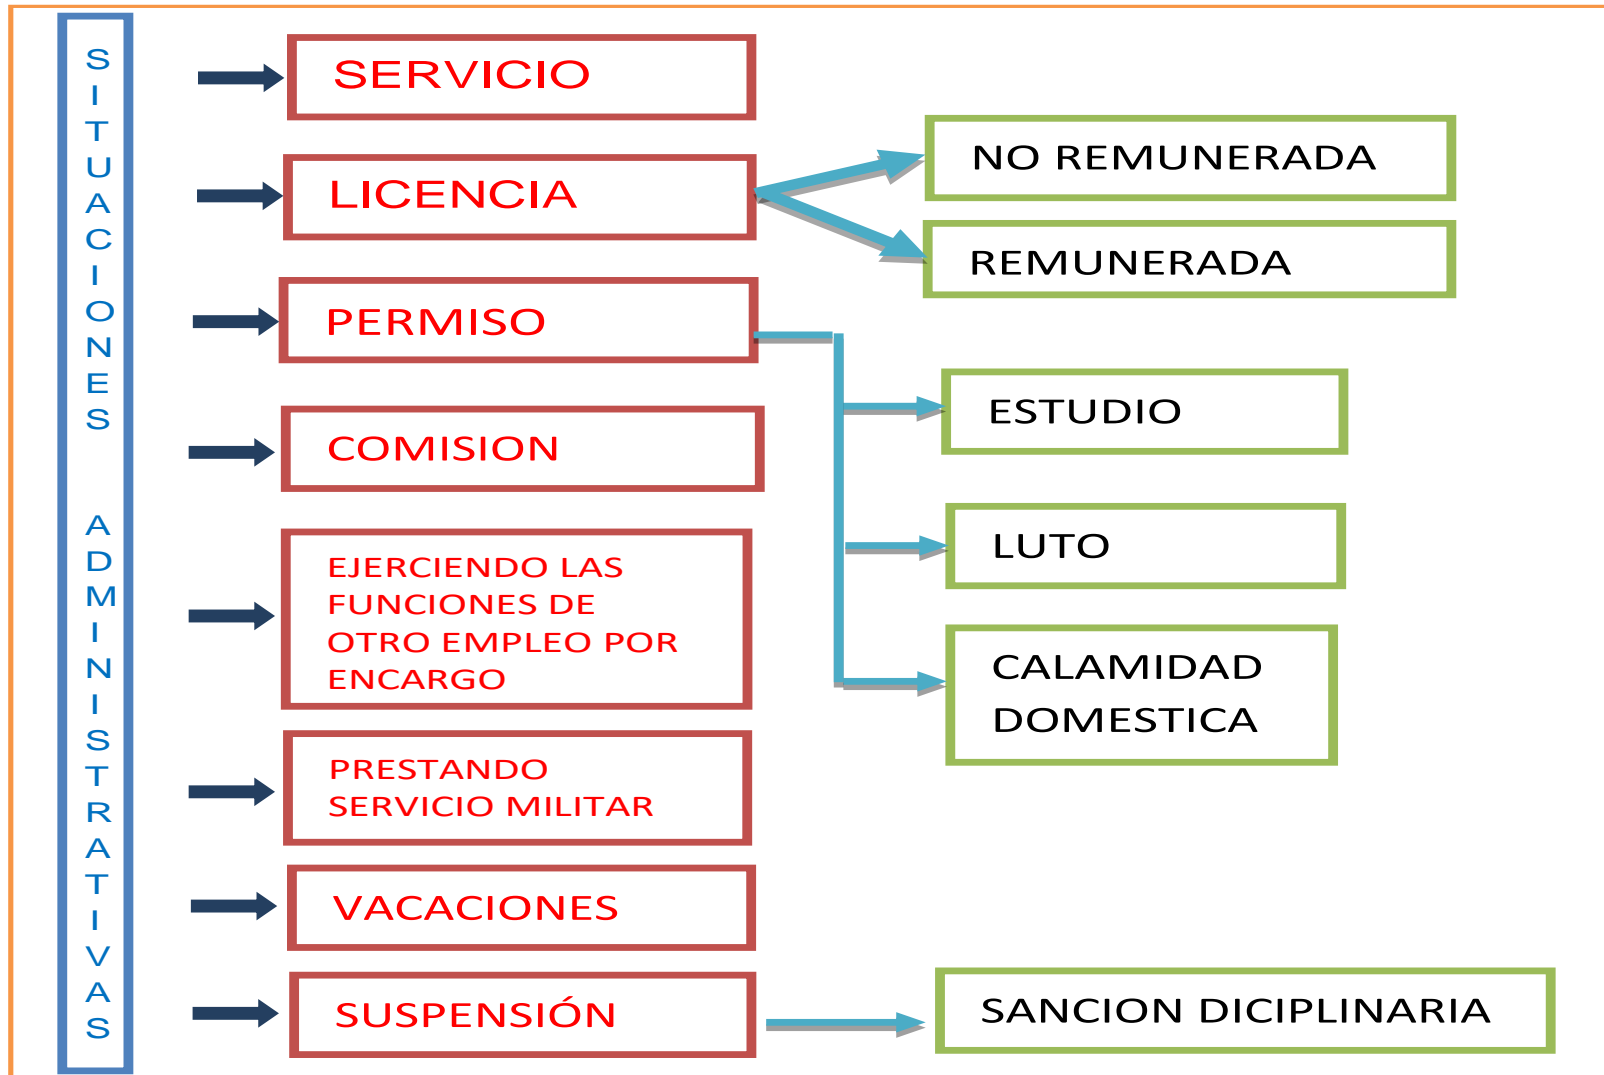 SITUACIONES ADMINISTRATIVAS
SERVICIO
LICENCIA
NO REMUNERADA
REMUNERADA
PERMISO
ESTUDIO
LUTO
CALAMIDAD
DOMESTICA
COMISION
EJERCIENDO LAS
FUNCIONES DE
OTRO EMPLEO POR
ENCARGO
PRESTANDO
SERVICIO MILITAR
VACACIONES
SUSPENSIÓN
SANCION DICIPLINARIA